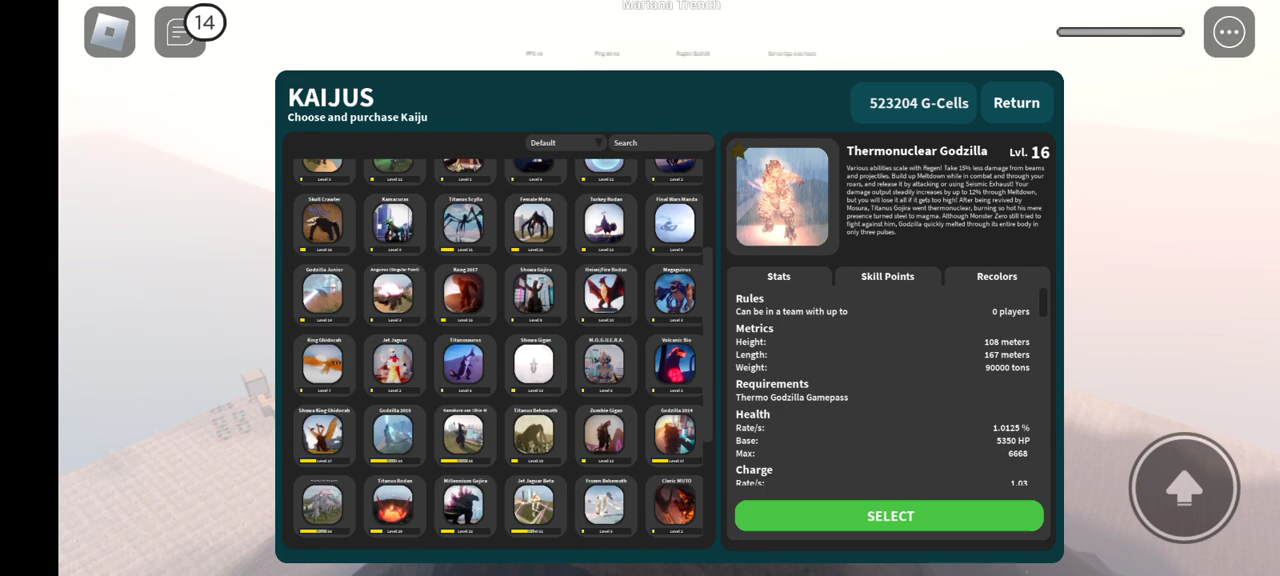 Mariana Trench
14
KAIJUS
Choose and purchase Kaiju
523204 G-Cells
Return
Default
Search
Skull Crawler
Kamacuras
Titanus Scylla
Female Muto
Turkey Rodan
Final Wars Manda
Godzilla Junior
Anguirus (Singular Point)
Kong 2017
Showa Gojira
Heisei/Fire Rodan
Megaguirus
King Ghidorah
Jet Jaguar
Titanosaurus
Showa Gigan
M.O.G.U.E.R.A.
Volcanic Bio
Showa King Ghidorah
Godzilla 2019
Titanus Behemoth
Zombie Gigan
Godzilla 2014
Titanus Rodan
Millennium Gojira
Jet Jaguar Beta
Frozen Behemoth
Cleric MUTO
Thermonuclear Godzilla
Lvl. 16
Various abilities scale with Regen! Take 15% less damage from beams
and projectiles. Build up Meltdown while in combat and through your
roars, and release it by attacking or using Seismic Exhaust! Your
damage output steadily increases by up to 12% through Meltdown,
but you will lose it all if it gets too high! After being revived by
Mosura, Titanus Gojira went thermonuclear, burning so hot his mere
presence turned steel to magma. Although Monster Zero still tried to
fight against him, Godzilla quickly melted through its entire body in
only three pulses.
Stats
Skill Points
Recolors
Rules
Can be in a team with up to 0 players
Metrics
Height: 108 meters
Length: 167 meters
Weight: 90000 tons
Requirements
Thermo Godzilla Gamepass
Health
Rate/s: 1.0125 %
Base: 5350 HP
Max: 6668
Charge
Rate/s: 1.03
SELECT